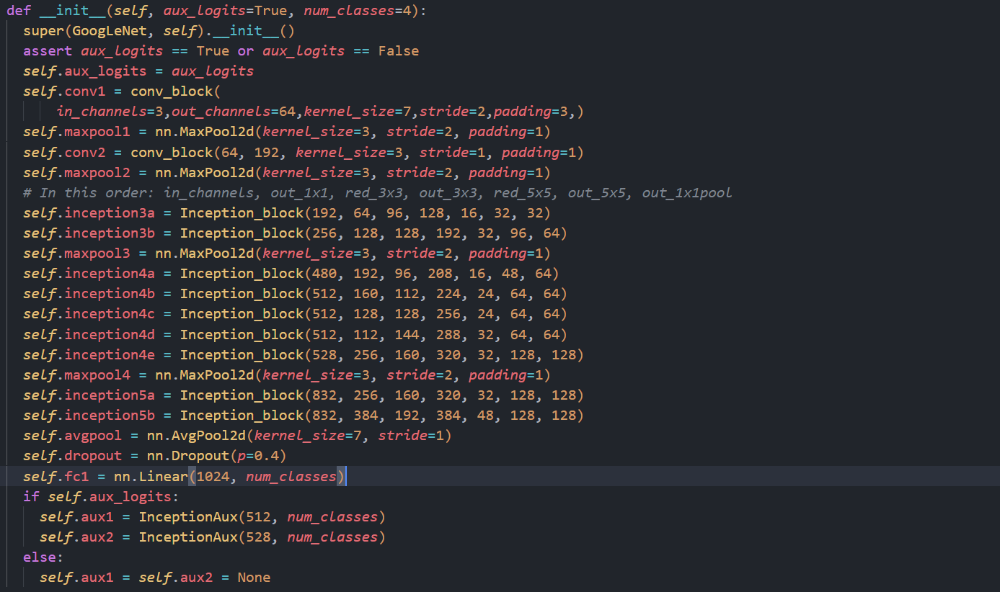 def __init__(self, aux_logits=True, num_classes=4):
super(GoogLeNet, self).__init__()
assert aux_logits == True or aux_logits == False
self.aux_logits = aux_logits
self.conv1 = conv_block(
in_channels=3,out_channels=64,kernel_size=7,stride=2,padding=3,)
self.maxpool1 = nn.MaxPool2d(kernel_size=3, stride=2, padding=1)
self.conv2 = conv_block(64, 192, kernel_size=3, stride=1, padding=1)
self.maxpool2 = nn.MaxPool2d(kernel_size=3, stride=2, padding=1)
# In this order: in_channels, out_1x1, red_3x3, out_3x3, red_5x5, out_5x5, out_1x1pool
self.inception3a = Inception_block(192, 64, 96, 128, 16, 32, 32)
self.inception3b = Inception_block(256, 128, 128, 192, 32, 96, 64)
self.maxpool3 = nn.MaxPool2d(kernel_size=3, stride=2, padding=1)
self.inception4a = Inception_block(480, 192, 96, 208, 16, 48, 64)
self.inception4b = Inception_block(512, 160, 112, 224, 24, 64, 64)
self.inception4c = Inception_block(512, 128, 128, 256, 24, 64, 64)
self.inception4d = Inception_block(512, 112, 144, 288, 32, 64, 64)
self.inception4e = Inception_block(528, 256, 160, 320, 32, 128, 128)
self.maxpool4 = nn.MaxPool2d(kernel_size=3, stride=2, padding=1)
self.inception5a = Inception_block(832, 256, 160, 320, 32, 128, 128)
self.inception5b = Inception_block(832, 384, 192, 384, 48, 128, 128)
self.avgpool = nn.AvgPool2d(kernel_size=7, stride=1)
self.dropout = nn.Dropout(p=0.4)
self.fc1 = nn.Linear(1024, num_classes)
if self.aux_logits:
self.aux1 = InceptionAux(512, num_classes)
self.aux2 = InceptionAux(528, num_classes)
else:
self.aux1 = self.aux2 = None